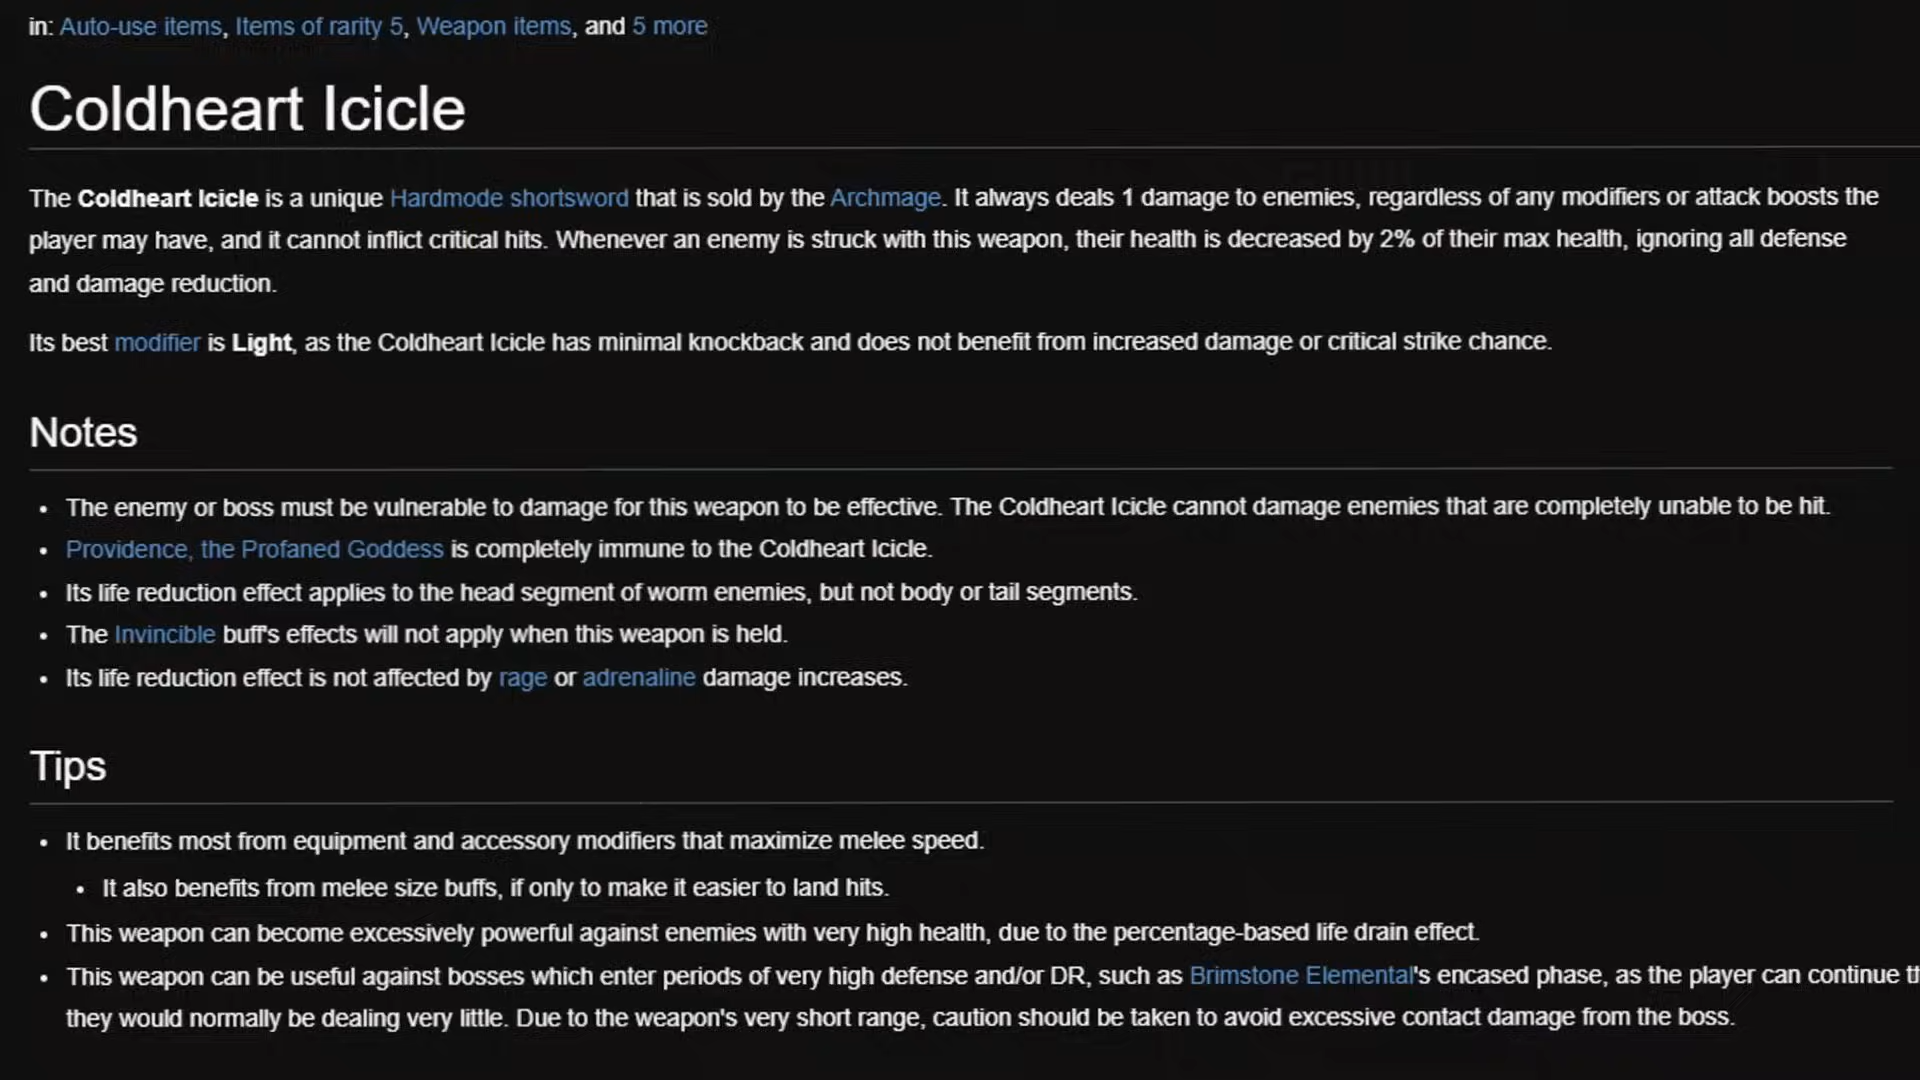 in: Auto-use items, Items of rarity 5, Weapon items, and 5 more
Coldheart Icicle
The Coldheart Icicle is a unique Hardmode shortsword that is sold by the Archmage. It always deals 1 damage to enemies, regardless of any modifiers or attack boosts the
player may have, and it cannot inflict critical hits. Whenever an enemy is struck with this weapon, their health is decreased by 2% of their max health, ignoring all defense
and damage reduction.
Its best modifier is Light, as the Coldheart Icicle has minimal knockback and does not benefit from increased damage or critical strike chance.
Notes
• The enemy or boss must be vulnerable to damage for this weapon to be effective. The Coldheart Icicle cannot damage enemies that are completely unable to be hit.
• Providence, the Profaned Goddess is completely immune to the Coldheart Icicle.
• Its life reduction effect applies to the head segment of worm enemies, but not body or tail segments.
• The Invincible buff's effects will not apply when this weapon is held.
• Its life reduction effect is not affected by rage or adrenaline damage increases.
Tips
• It benefits most from equipment and accessory modifiers that maximize melee speed.
• It also benefits from melee size buffs, if only to make it easier to land hits.
• This weapon can become excessively powerful against enemies with very high health, due to the percentage-based life drain effect.
• This weapon can be useful against bosses which enter periods of very high defense and/or DR, such as Brimstone Elemental's encased phase, as the player can continue
they would normally be dealing very little. Due to the weapon's very short range, caution should be taken to avoid excessive contact damage from the boss.